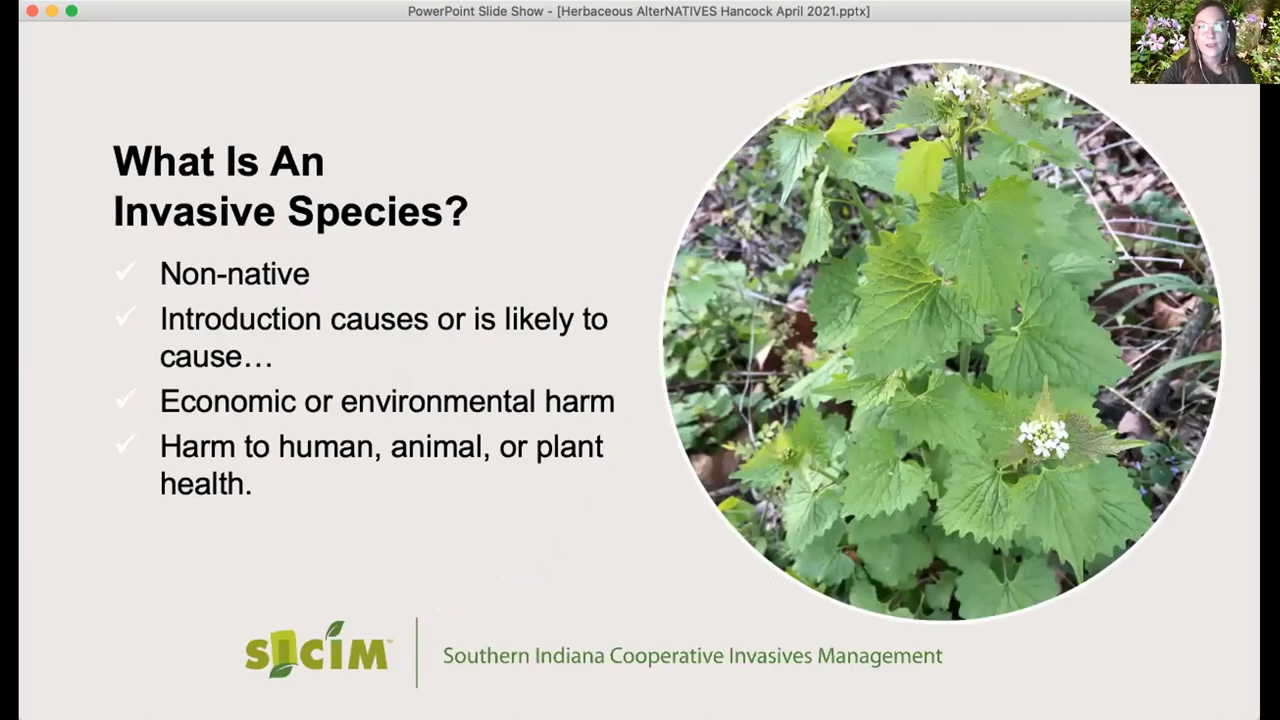 PowerPoint Slide Show - [Herbaceous AlterNATIVES Hancock April 2021.pptx]
What Is An
Invasive Species?
Non-native
Introduction causes or is likely to
cause…
Economic or environmental harm
Harm to human, animal, or plant
health.
SICIM™
Southern Indiana Cooperative Invasives Management